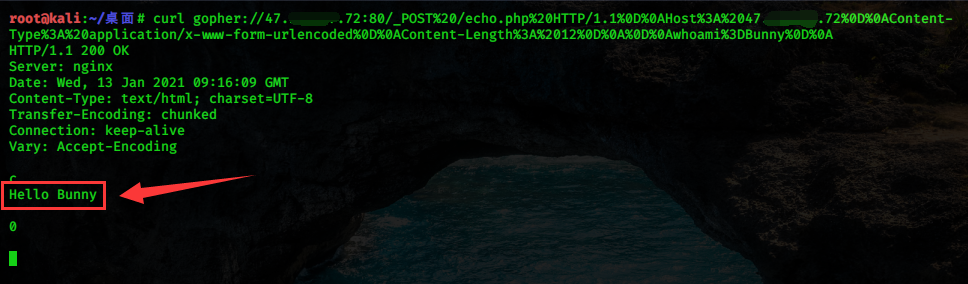 root@kali:~/桌面# curl gopher://47. .72:80/_POST%20/echo.php%20HTTP/1.1%0D%0AHost%3A%2047. .72%0D%0AContent-
Type%3A%20application/x-www-form-urlencoded%0D%0AContent-Length%3A%2012%0D%0A%0D%0Awhoami%3DBunny%0D%0A
HTTP/1.1 200 OK
Server: nginx
Date: Wed, 13 Jan 2021 09:16:09 GMT
Content-Type: text/html; charset=UTF-8
Transfer-Encoding: chunked
Connection: keep-alive
Vary: Accept-Encoding
c
Hello Bunny
0